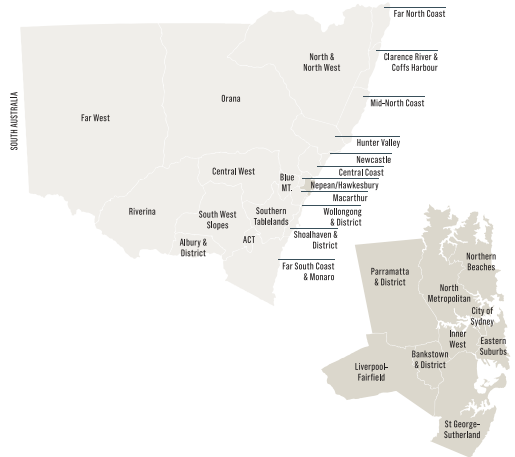 Far North Coast
North &
North West
Clarence River &
Coffs Harbour
Orana
Mid-North Coast
SOUTH AUSTRALIA
Far West
Hunter Valley
Newcastle
Central West
Central Coast
Blue
MT.
Nepean/Hawkesbury
Macarthur
Riverina
South West
Slopes
Southern
Tablelands
Wollongong
& District
Albury &
District
ACT
Shoalhaven &
District
Far South Coast
& Monaro
Northern
Beaches
Parramatta
& District
North
Metropolitan
City of
Sydney
Inner
West
Eastern
Suburbs
Bankstown
& District
Liverpool-
Fairfield
St George-
Sutherland